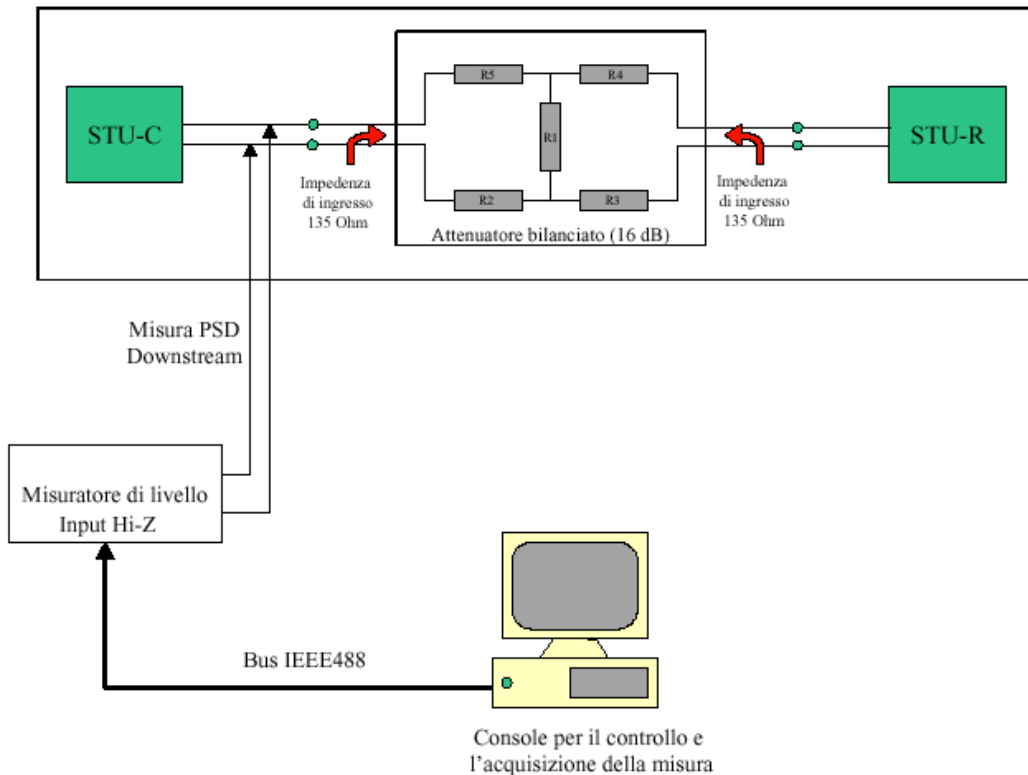 R5
R4
STU-C
R1
STU-R
Impedenza
di ingresso
135 Ohm
R2
R3
Impedenza
di ingresso
135 Ohm
Attenuatore bilanciato (16 dB)
Misura PSD
Downstream
Misuratore di livello
Input Hi-Z
Bus IEEE488
Console per il controllo e
l’acquisizione della misura